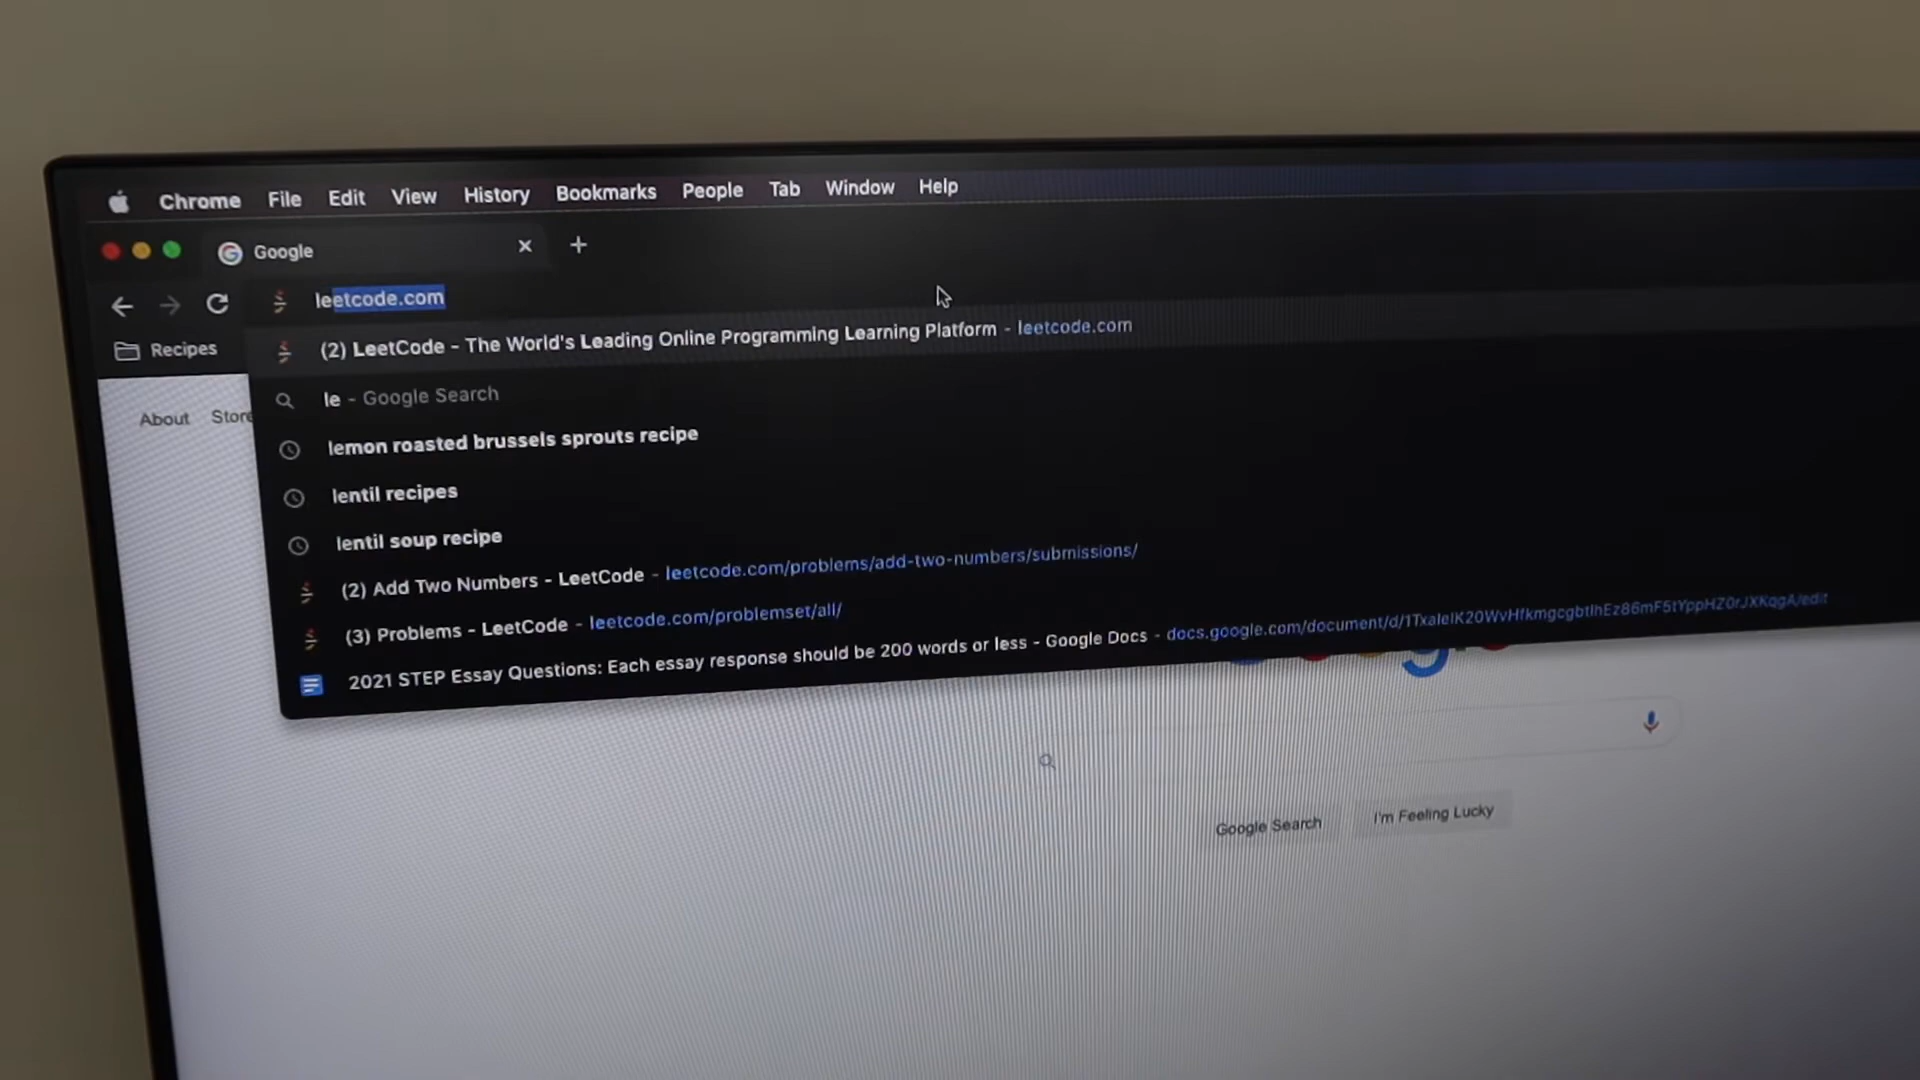 Chrome File Edit View History Bookmarks People Tab Window Help
Google
leetcode.com
(2) LeetCode - The World's Leading Online Programming Learning Platform - leetcode.com
Recipes
le - Google Search
About Store
lemon roasted brussels sprouts recipe
lentil recipes
lentil soup recipe
(2) Add Two Numbers - LeetCode - leetcode.com/problems/add-two-numbers/submissions/
(3) Problems - LeetCode - leetcode.com/problemset/all/
2021 STEP Essay Questions: Each essay response should be 200 words or less - Google Docs
Google Search I'm Feeling Lucky